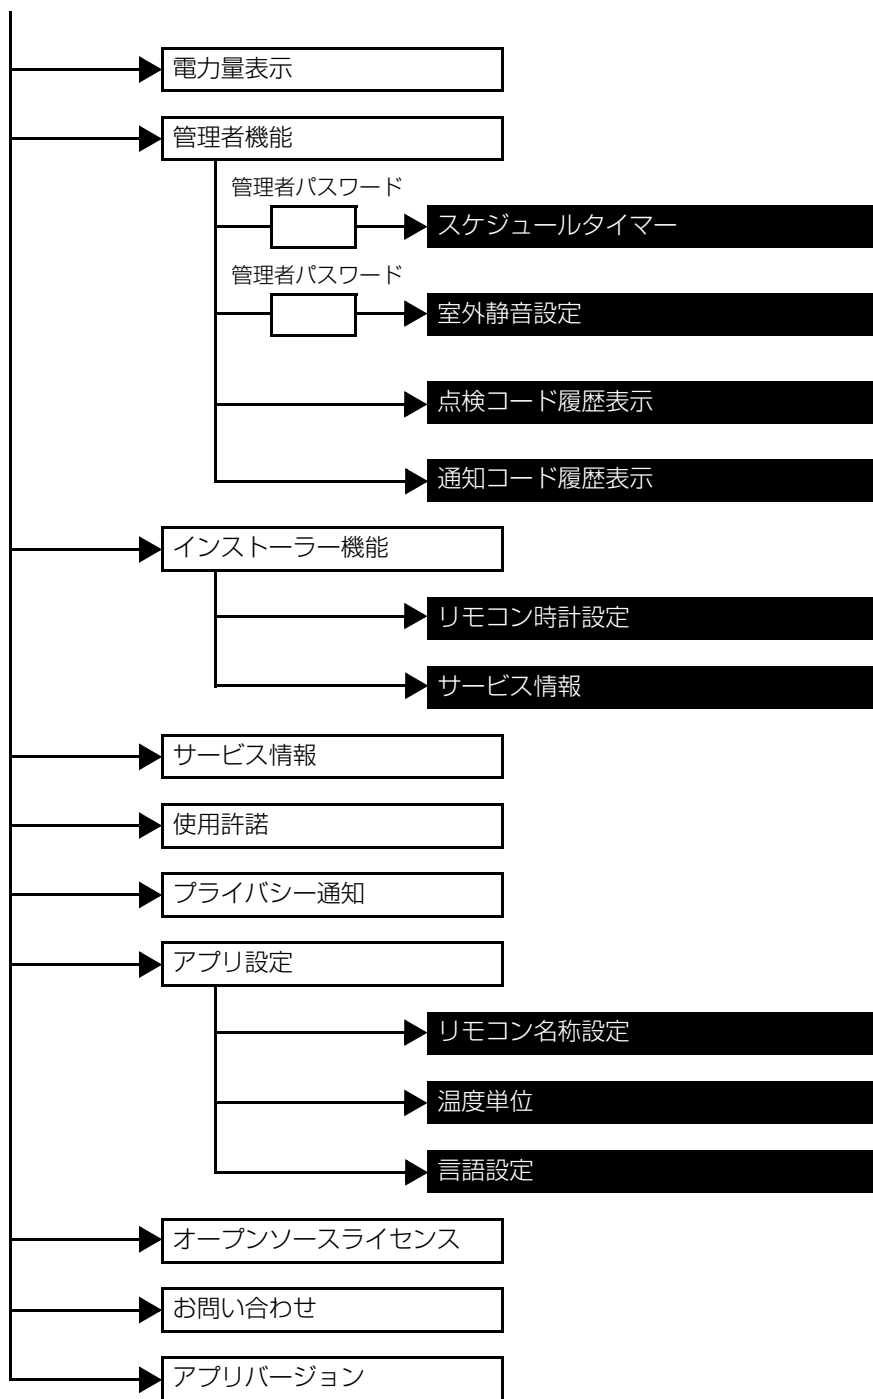 電力量表示
管理者機能
管理者パスワード
スケジュールタイマー
管理者パスワード
室外静音設定
点検コード履歴表示
通知コード履歴表示
インストーラー機能
リモコン時計設定
サービス情報
サービス情報
使用許諾
プライバシー通知
アプリ設定
リモコン名称設定
温度単位
言語設定
オープンソースライセンス
お問い合わせ
アプリバージョン